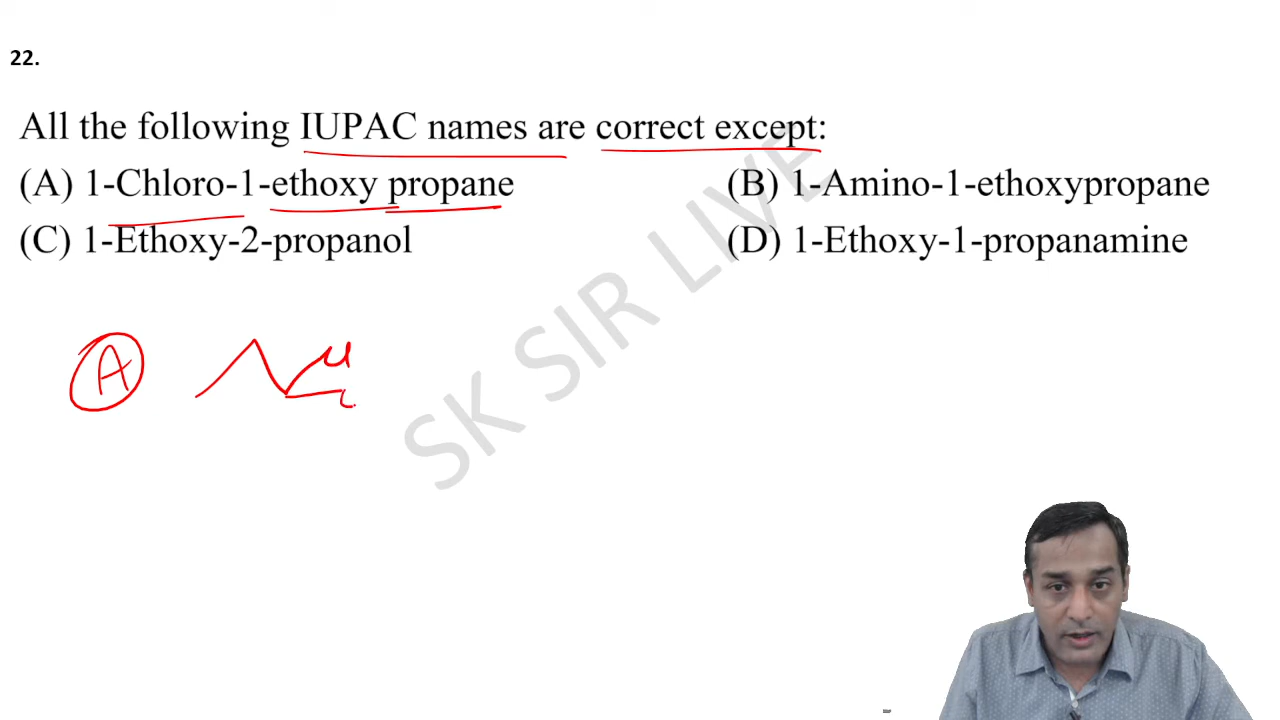 22.
All the following IUPAC names are correct except:
(A) 1-Chloro-1-ethoxy propane (B) 1-Amino-1-ethoxypropane
(C) 1-Ethoxy-2-propanol (D) 1-Ethoxy-1-propanamine
SK SIR LIVE
A